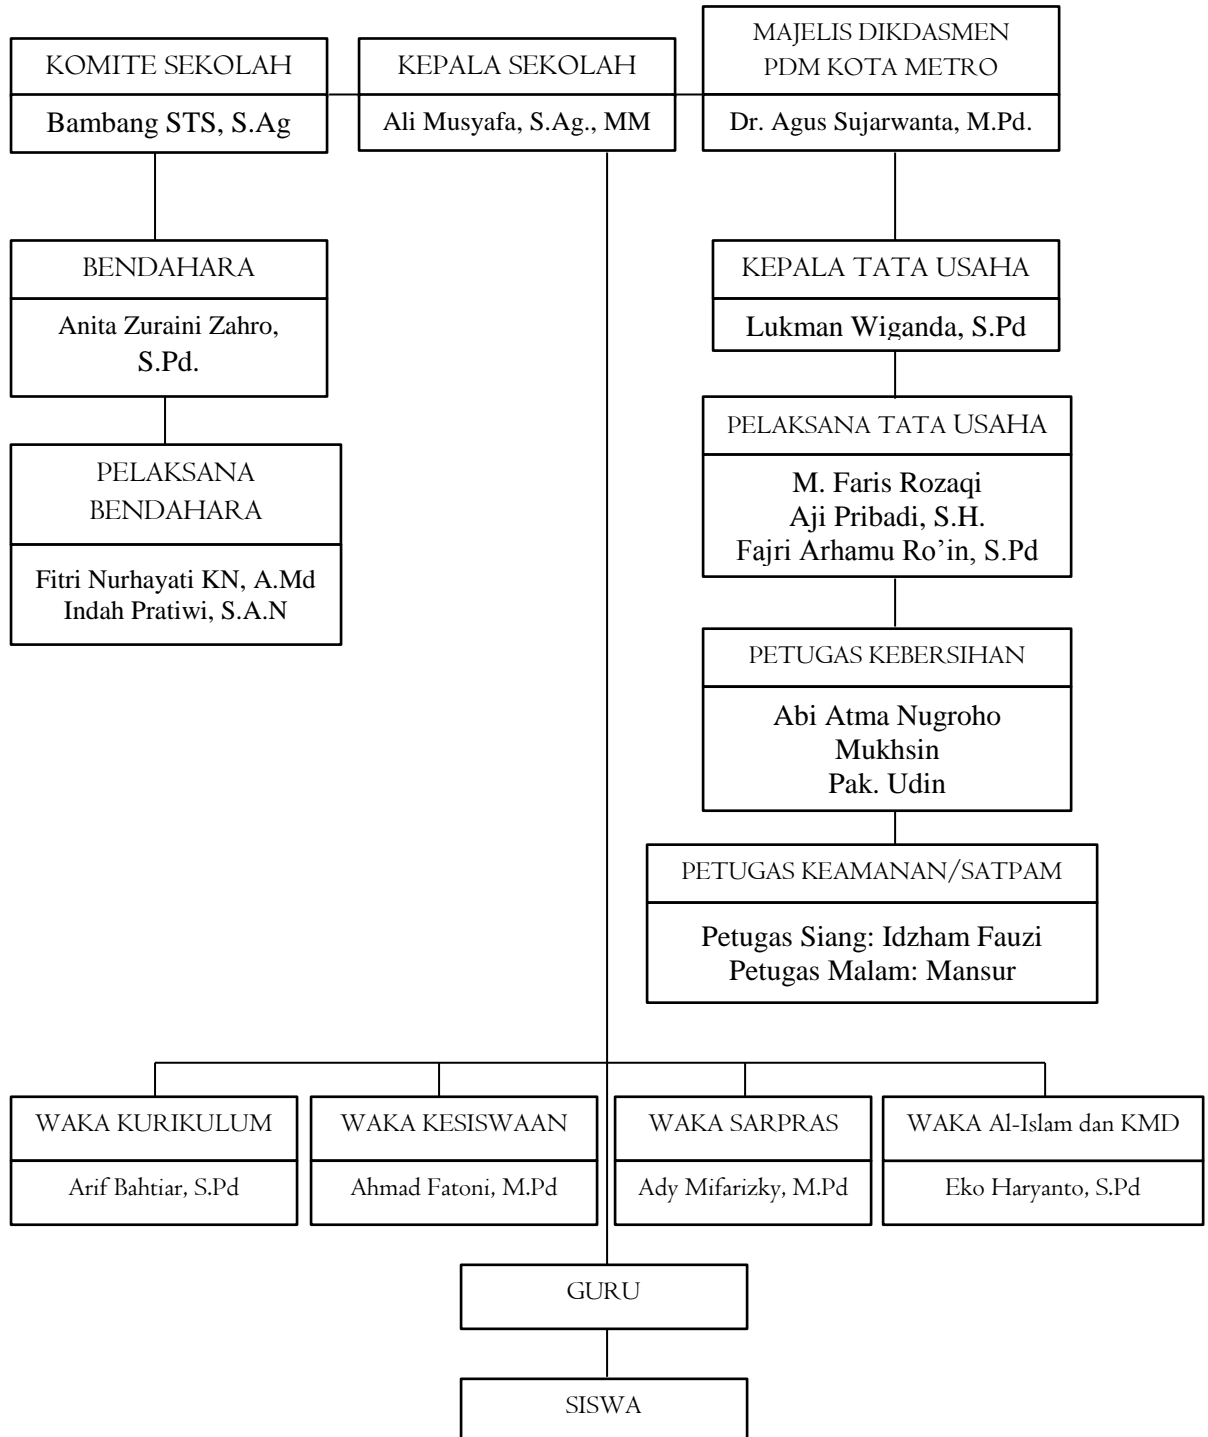 KOMITE SEKOLAH
Bambang STS, S.Ag
KEPALA SEKOLAH
Ali Musyafa, S.Ag., MM
MAJELIS DIKDASMEN
PDM KOTA METRO
Dr. Agus Sujarwanta, M.Pd.
BENDAHARA
Anita Zuraini Zahro,
S.Pd.
PELAKSANA
BENDAHARA
Fitri Nurhayati KN, A.Md
Indah Pratiwi, S.A.N
KEPALA TATA USAHA
Lukman Wiganda, S.Pd
PELAKSANA TATA USAHA
M. Faris Rozaqi
Aji Pribadi, S.H.
Fajri Arhamu Ro’in, S.Pd
PETUGAS KEBERSIHAN
Abi Atma Nugroho
Mukhsin
Pak. Udin
PETUGAS KEAMANAN/SATPAM
Petugas Siang: Idzham Fauzi
Petugas Malam: Mansur
WAKA KURIKULUM
Arif Bahtiar, S.Pd
WAKA KESISWAAN
Ahmad Fatoni, M.Pd
WAKA SARPRAS
Ady Mifarizky, M.Pd
WAKA Al-Islam dan KMD
Eko Haryanto, S.Pd
GURU
SISWA